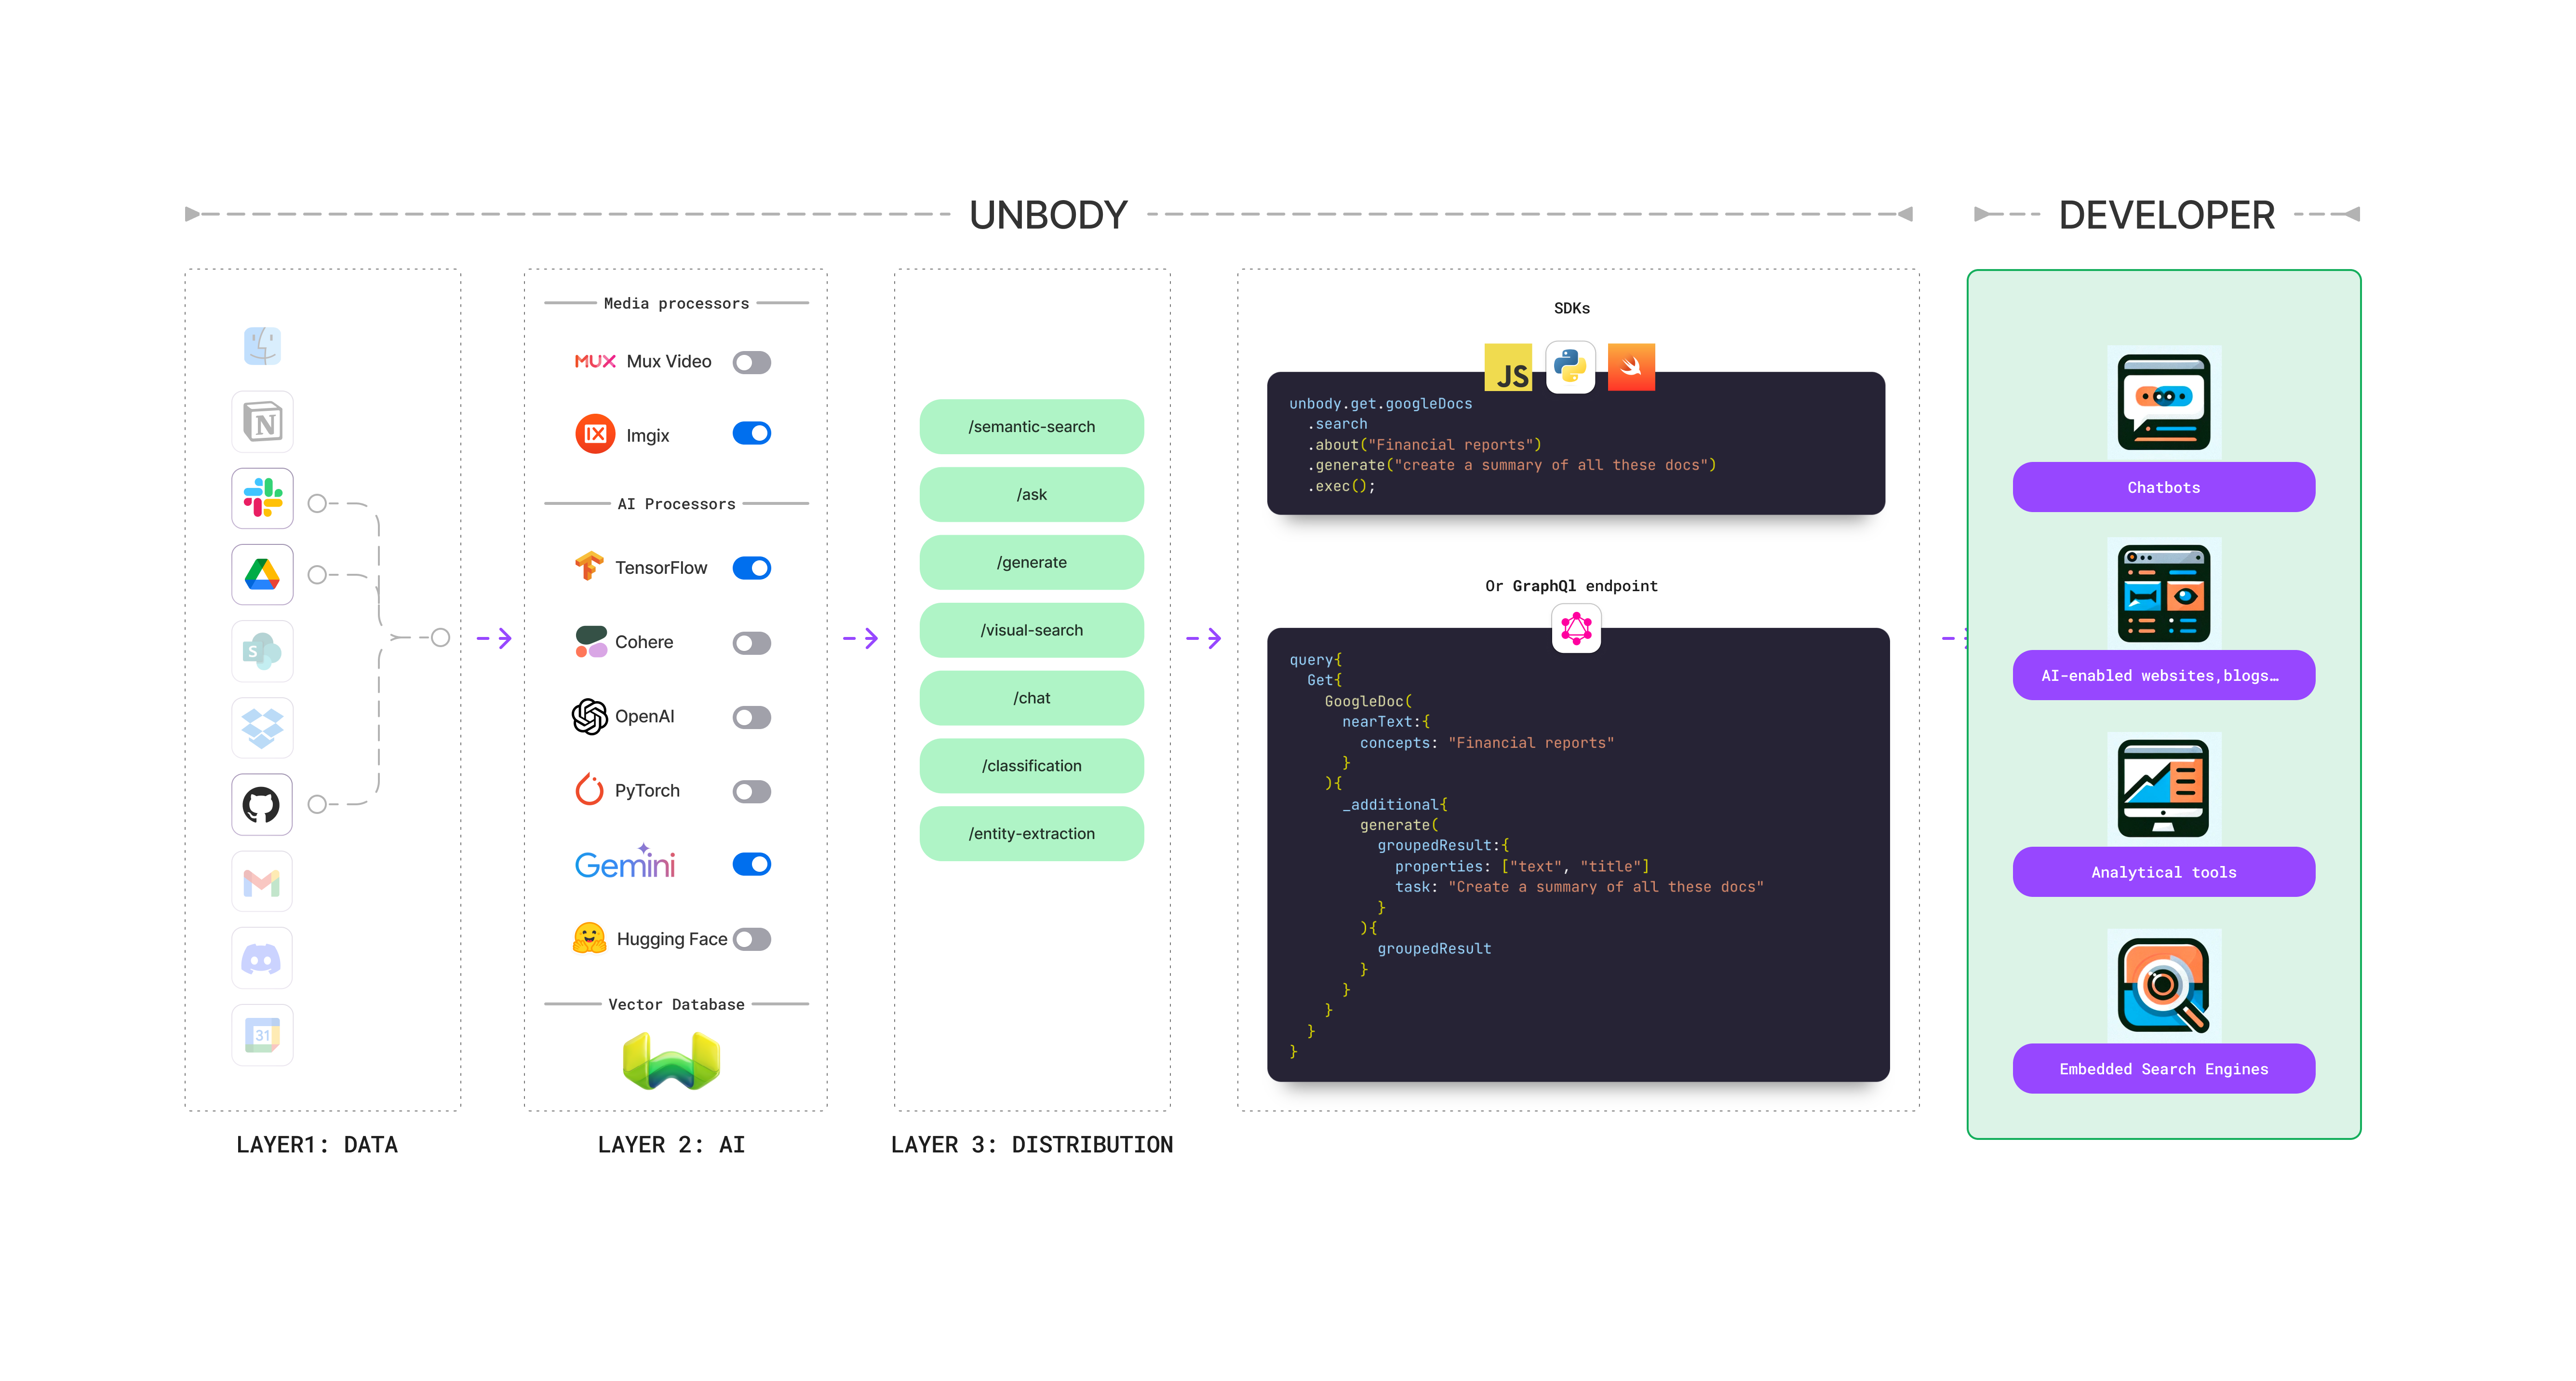 UNBODY
DEVELOPER
N
S
31
LAYER1: DATA
Media processors
MUX Mux Video
IX Imgix
AI Processors
TensorFlow
Cohere
OpenAI
PyTorch
Gemini
Hugging Face
Vector Database
LAYER 2: AI
/semantic-search
/ask
/generate
/visual-search
/chat
/classification
/entity-extraction
LAYER 3: DISTRIBUTION
SDKs
JS
unbody.get.googleDocs
.search
.about("Financial reports")
.generate("create a summary of all these docs")
.exec();
Or GraphQl endpoint
query{
Get{
GoogleDoc(
nearText:{
concepts: "Financial reports"
}
){
_additional{
generate(
groupedResult:{
properties: ["text", "title"]
task: "Create a summary of all these docs"
}
){
groupedResult
}
}
}
}
}
Chatbots
AI-enabled websites,blogs…
Analytical tools
Embedded Search Engines